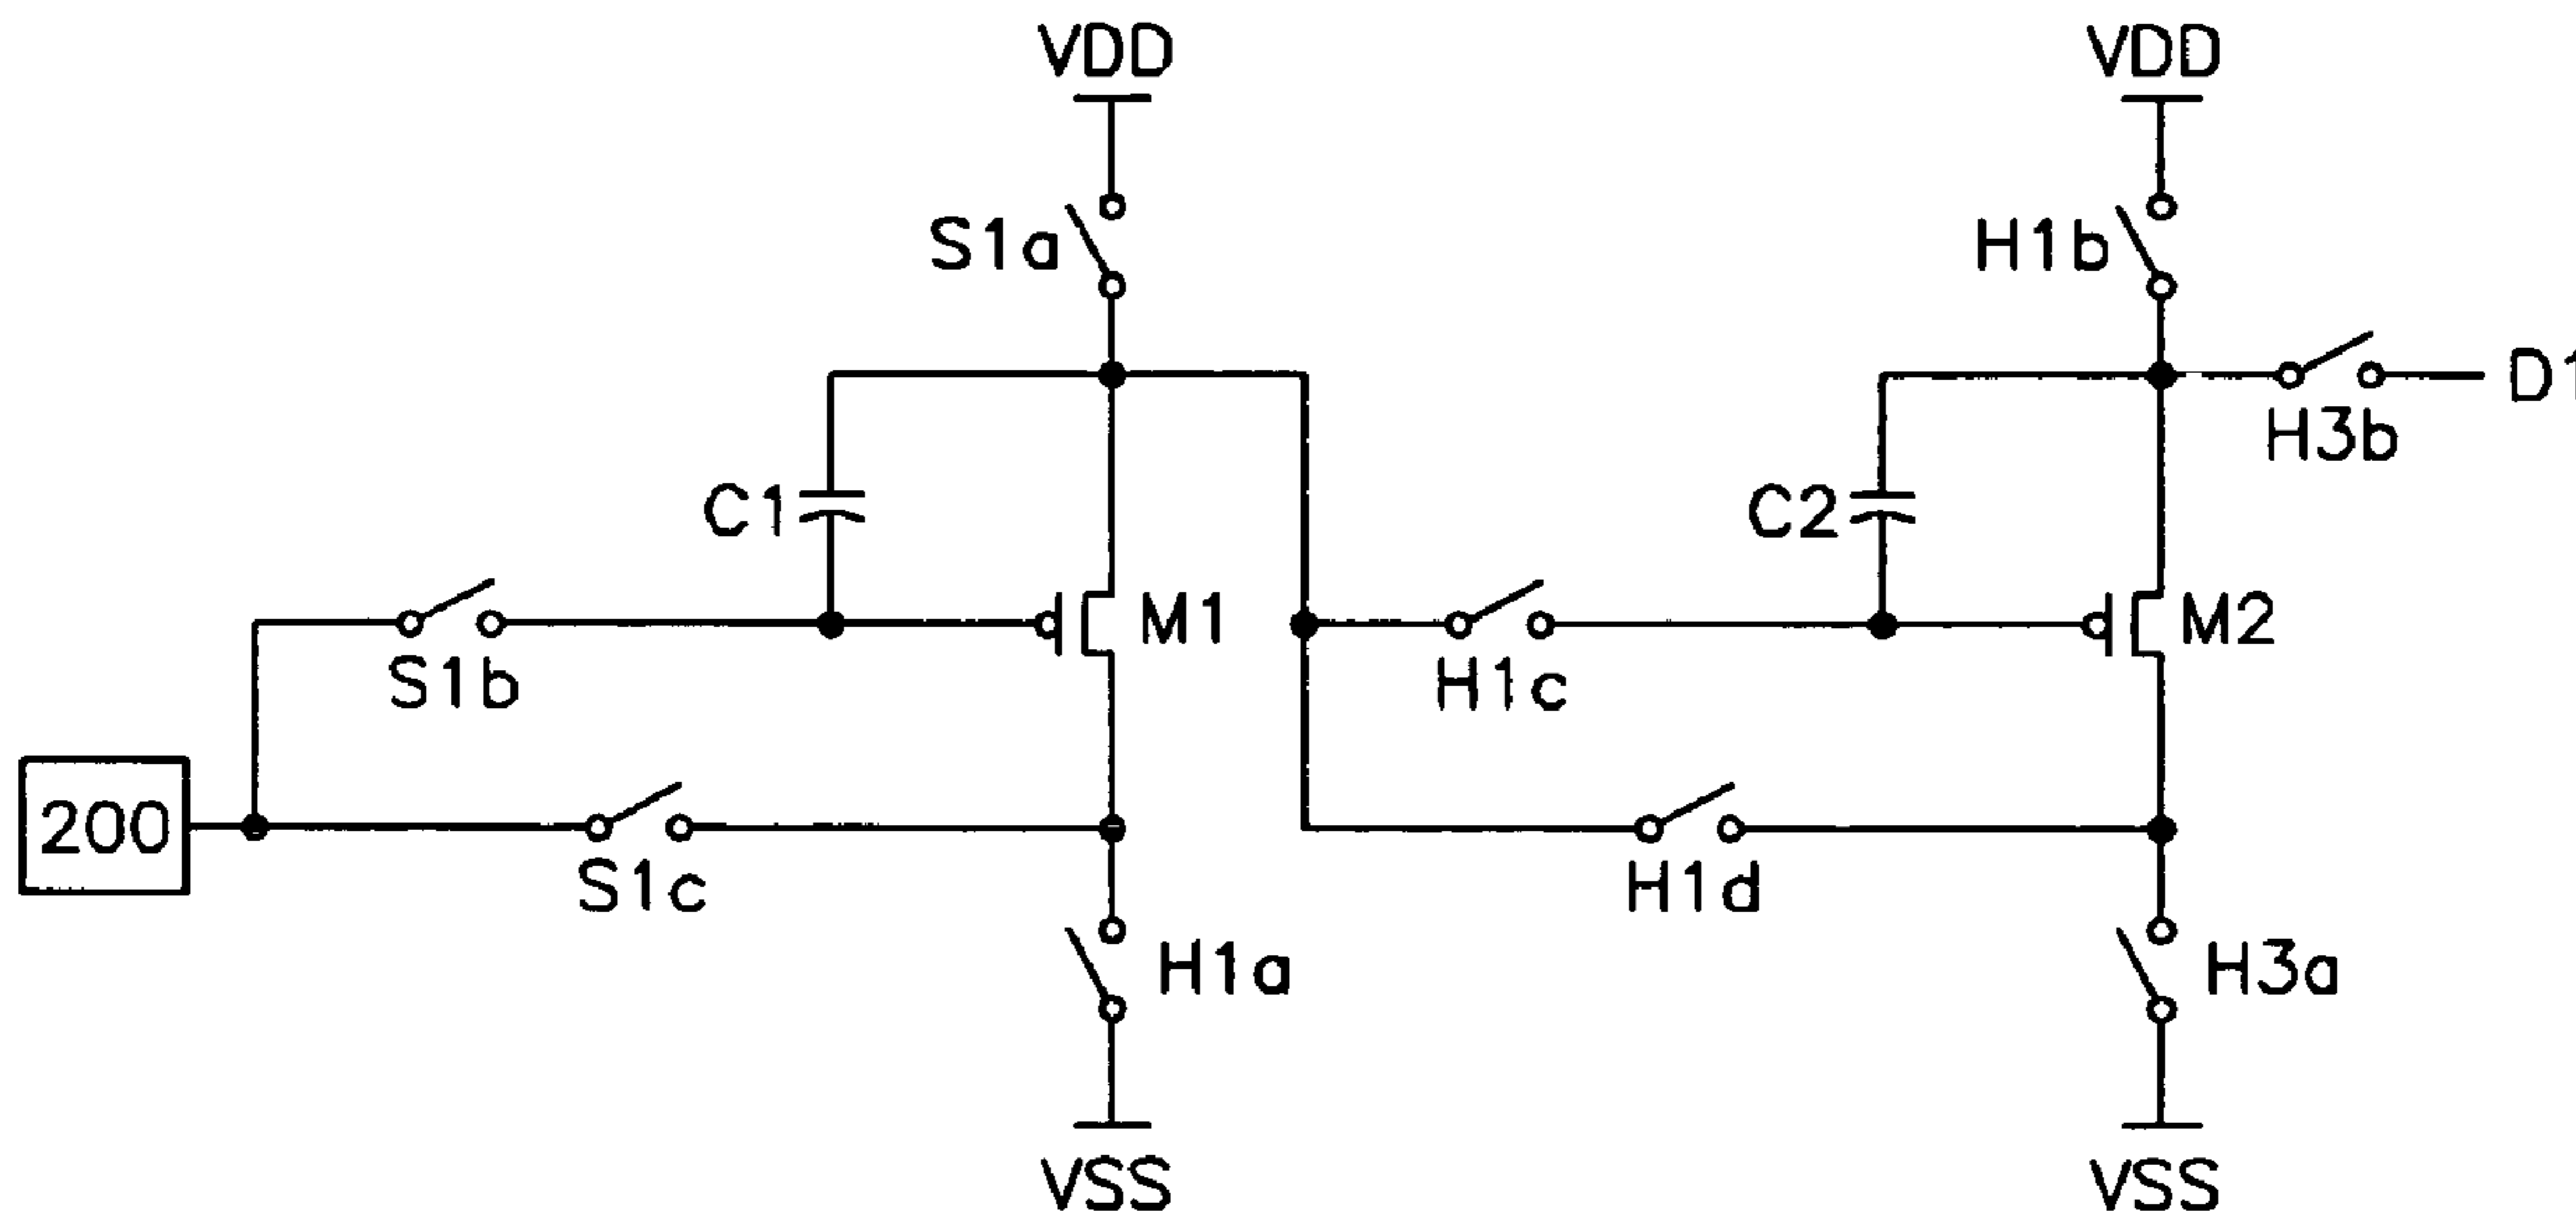 VDD
VDD
S1a
H1b
D1
H3b
C1
C2
M1
M2
S1b
H1c
200
S1c
H1d
H1a
H3a
VSS
VSS